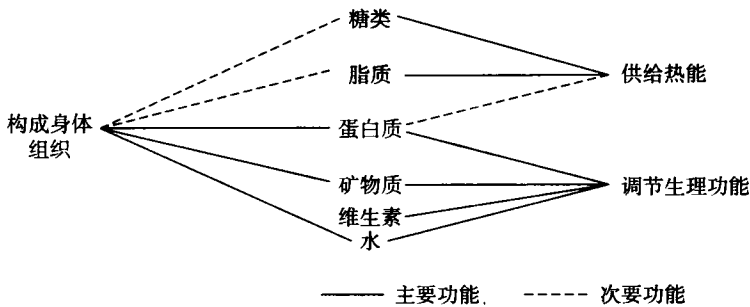 糖类
脂质
供给热能
构成身体
组织
蛋白质
矿物质
调节生理功能
维生素
水
主要功能
次要功能